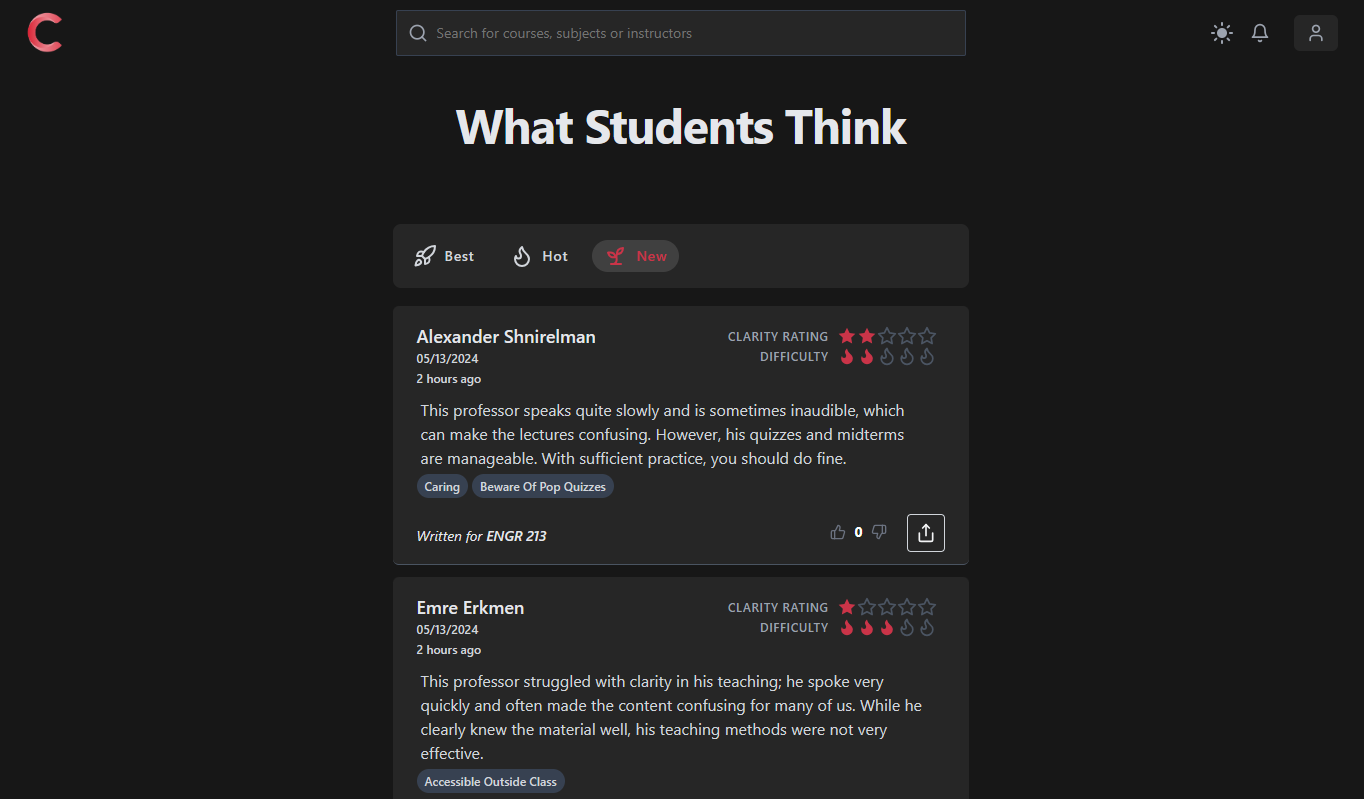 Search for courses, subjects or instructors
What Students Think
Best Hot New
Alexander Shnirelman
CLARITY RATING
05/13/2024
DIFFICULTY
2 hours ago
This professor speaks quite slowly and is sometimes inaudible, which
can make the lectures confusing. However, his quizzes and midterms
are manageable. With sufficient practice, you should do fine.
Caring Beware Of Pop Quizzes
Written for ENGR 213
0
Emre Erkmen
CLARITY RATING
05/13/2024
DIFFICULTY
2 hours ago
This professor struggled with clarity in his teaching; he spoke very
quickly and often made the content confusing for many of us. While he
clearly knew the material well, his teaching methods were not very
effective.
Accessible Outside Class